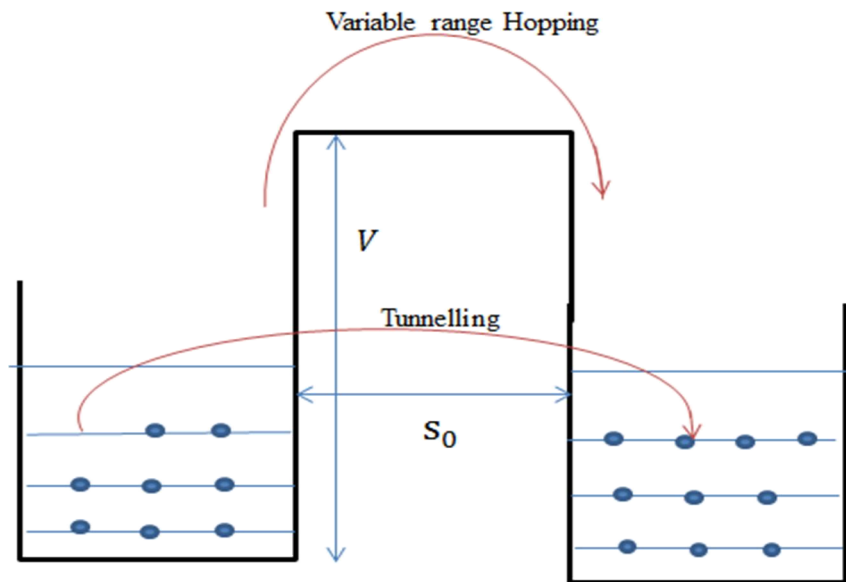 Variable range Hopping
V
Tunnelling
S₀